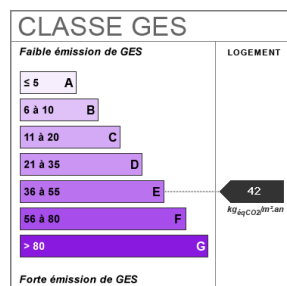 CLASSE GES
Faible émission de GES
LOGEMENT
≤ 5 A
6 à 10 B
11 à 20 C
21 à 35 D
36 à 55 E
42
kgéqCO2/m².an
56 à 80 F
> 80 G
Forte émission de GES